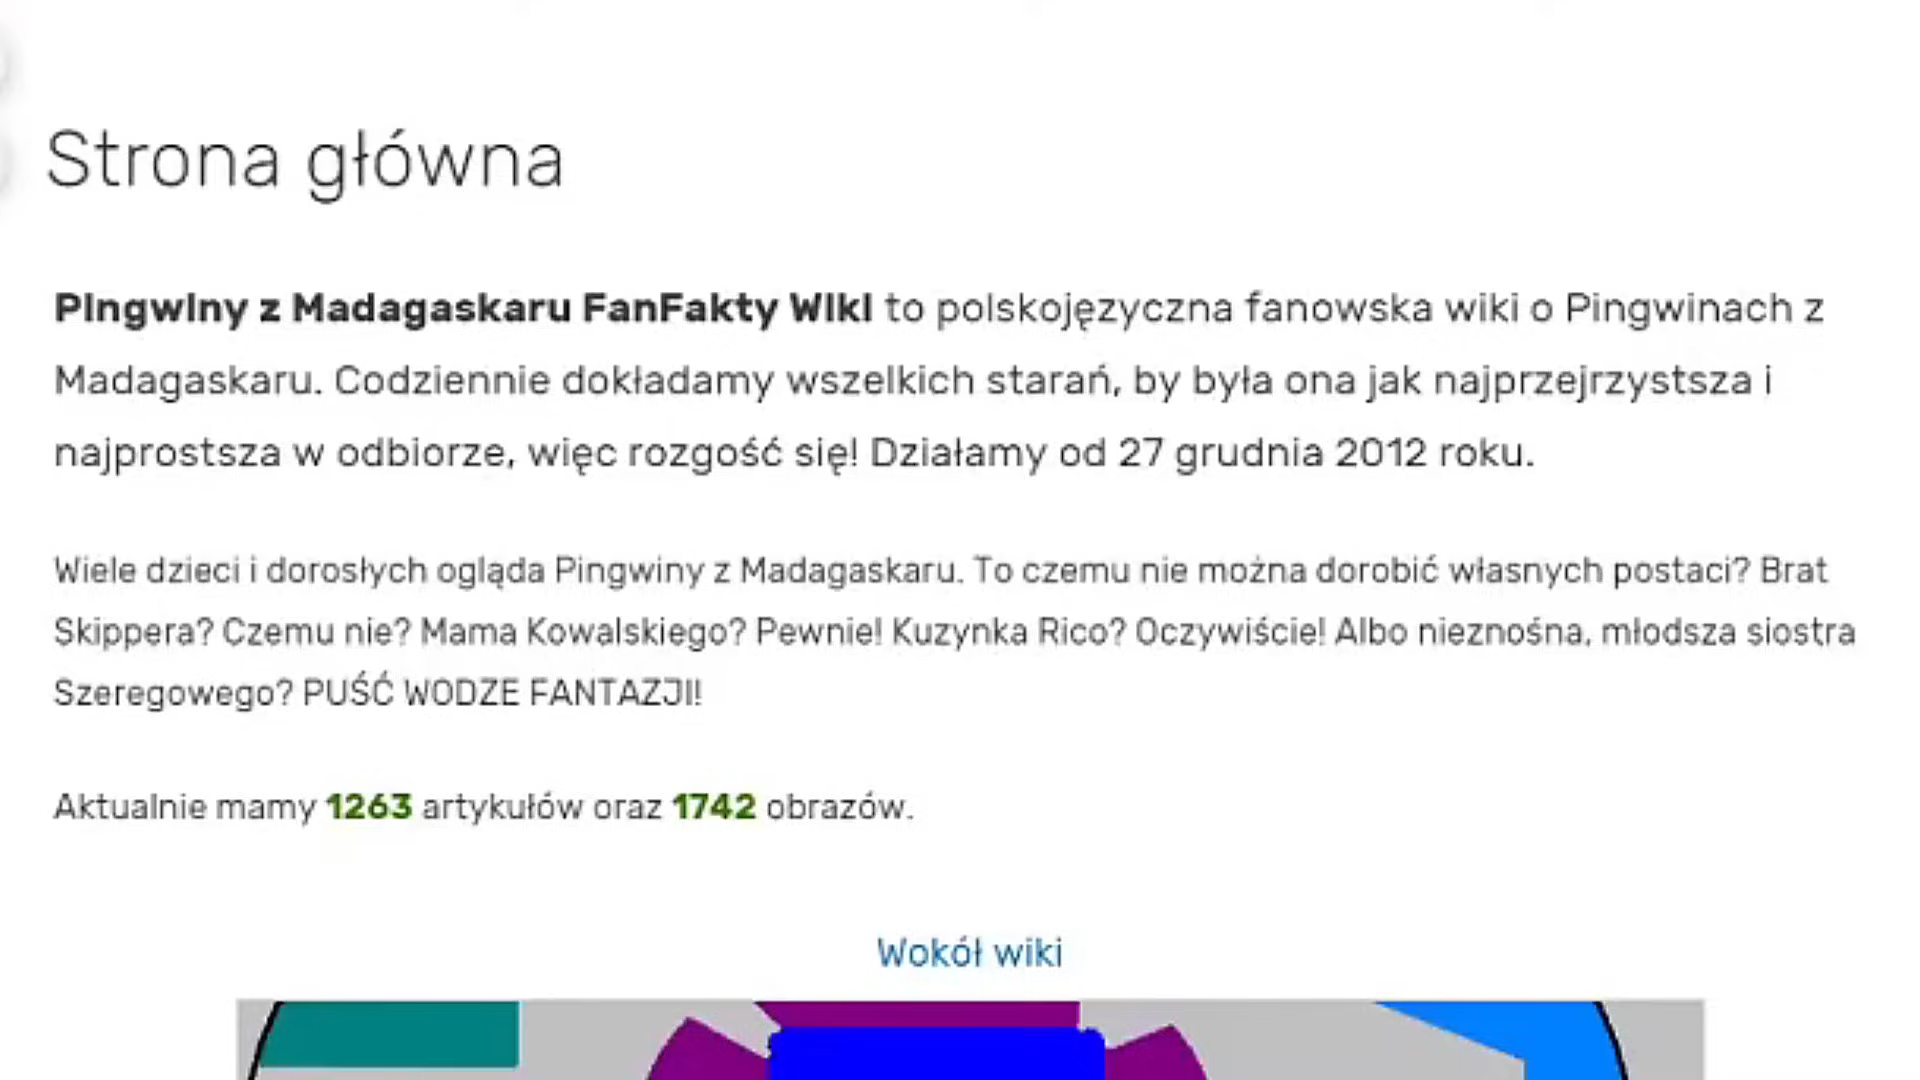 Strona główna
Pingwiny z Madagaskaru FanFakty Wiki to polskojęzyczna fanowska wiki o Pingwinach z
Madagaskaru. Codziennie dokładamy wszelkich starań, by była ona jak najprzejrzystsza i
najprostsza w odbiorze, więc rozgość się! Działamy od 27 grudnia 2012 roku.
Wiele dzieci i dorosłych ogląda Pingwiny z Madagaskaru. To czemu nie można dorobić własnych postaci? Brat
Skippera? Czemu nie? Mama Kowalskiego? Pewnie! Kuzynka Rico? Oczywiście! Albo nieznośna, młodsza siostra
Szeregowego? PUŚĆ WODZE FANTAZJI!
Aktualnie mamy 1263 artykułów oraz 1742 obrazów.
Wokół wiki